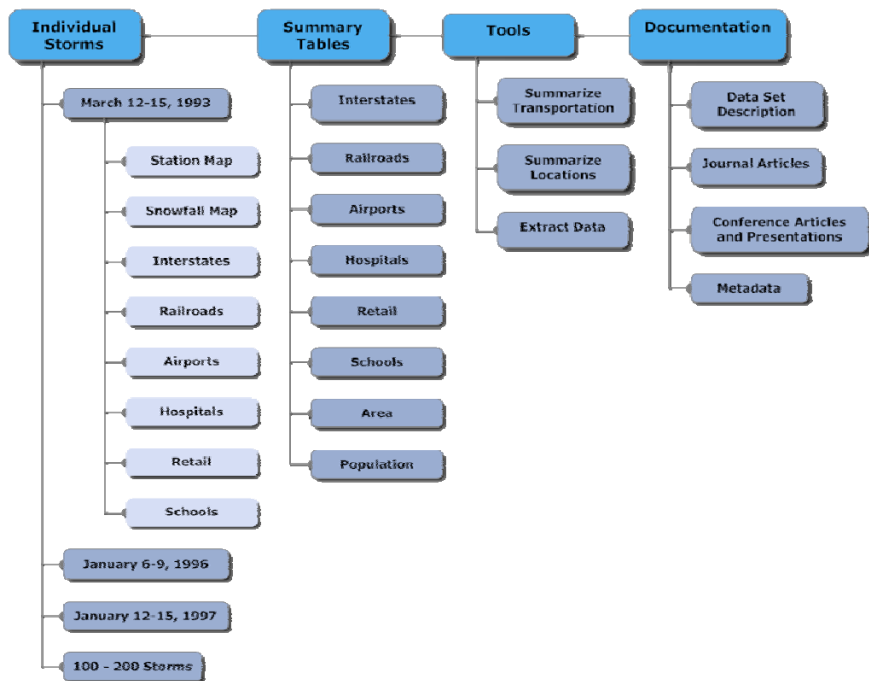 Individual
Storms
Summary
Tables
Tools
Documentation
March 12-15, 1993
Station Map
Snowfall Map
Interstates
Railroads
Airports
Hospitals
Retail
Schools
January 6-9, 1996
January 12-15, 1997
100 - 200 Storms
Interstates
Railroads
Airports
Hospitals
Retail
Schools
Area
Population
Summarize
Transportation
Summarize
Locations
Extract Data
Data Set
Description
Journal Articles
Conference Articles
and Presentations
Metadata